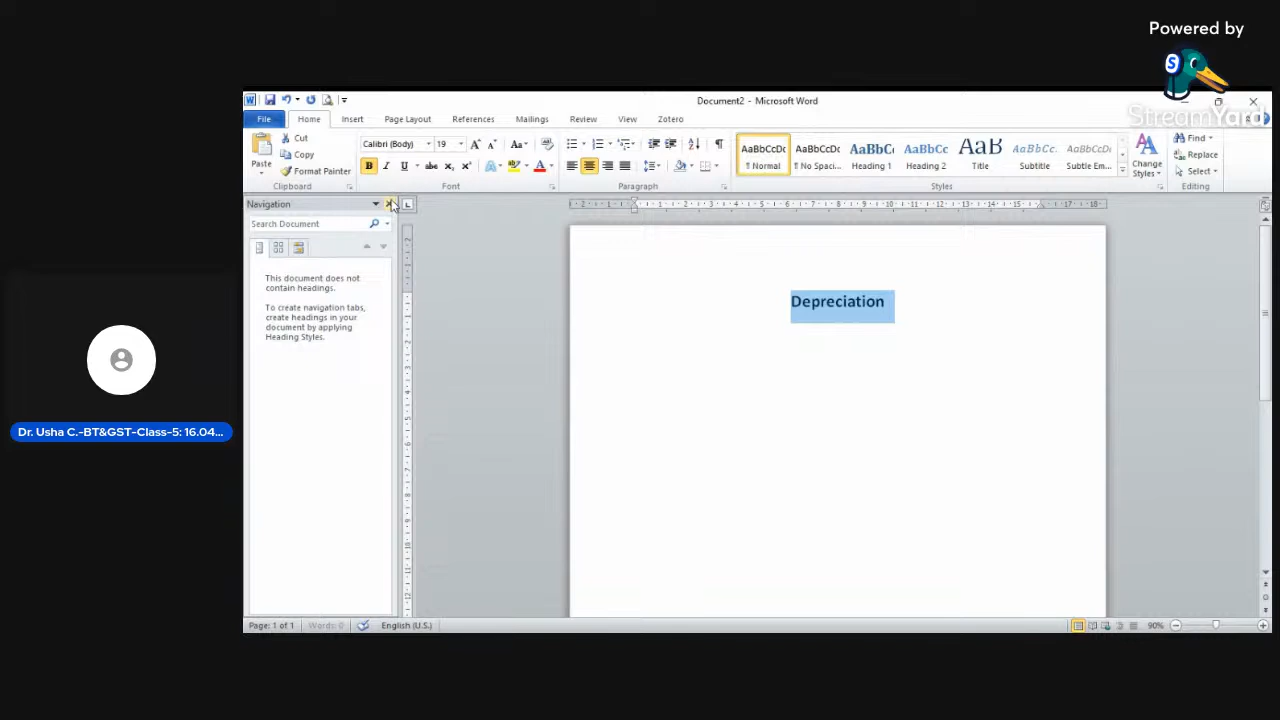 Powered by
StreamYard
Document2 - Microsoft Word
File Home Insert Page Layout References Mailings Review View Zotero
Paste
Cut
Copy
Format Painter
Clipboard
Calibri (Body) 19
Font
Paragraph
AaBbCcDc AaBbCcDc AaBbC AaBbCc AaB AaBbCc. AaBbCcDc
¶ Normal ¶ No Spaci... Heading 1 Heading 2 Title Subtitle Subtle Em...
Change
Styles
Styles
Find
Replace
Select
Editing
Navigation
Search Document
This document does not
contain headings.
To create navigation tabs,
create headings in your
document by applying
Heading Styles.
Depreciation
Dr. Usha C.-BT&GST-Class-5: 16.04...
Page: 1 of 1 Words: 0 English (U.S.) 90%